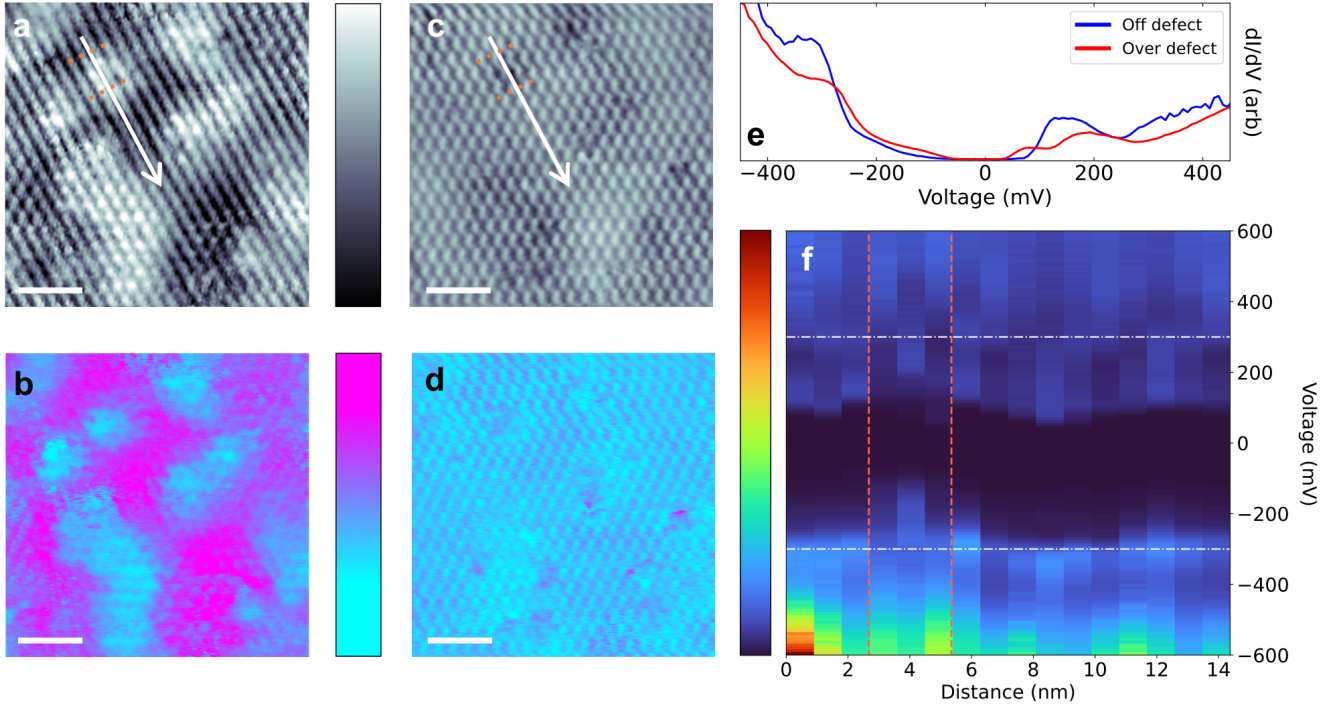 a
c
Off defect
Over defect
e
dI/dV (arb)
−400
−200
0
200
400
Voltage (mV)
b
d
f
600
400
200
0
−200
−400
−600
Voltage (mV)
0
2
4
6
8
10
12
14
Distance (nm)